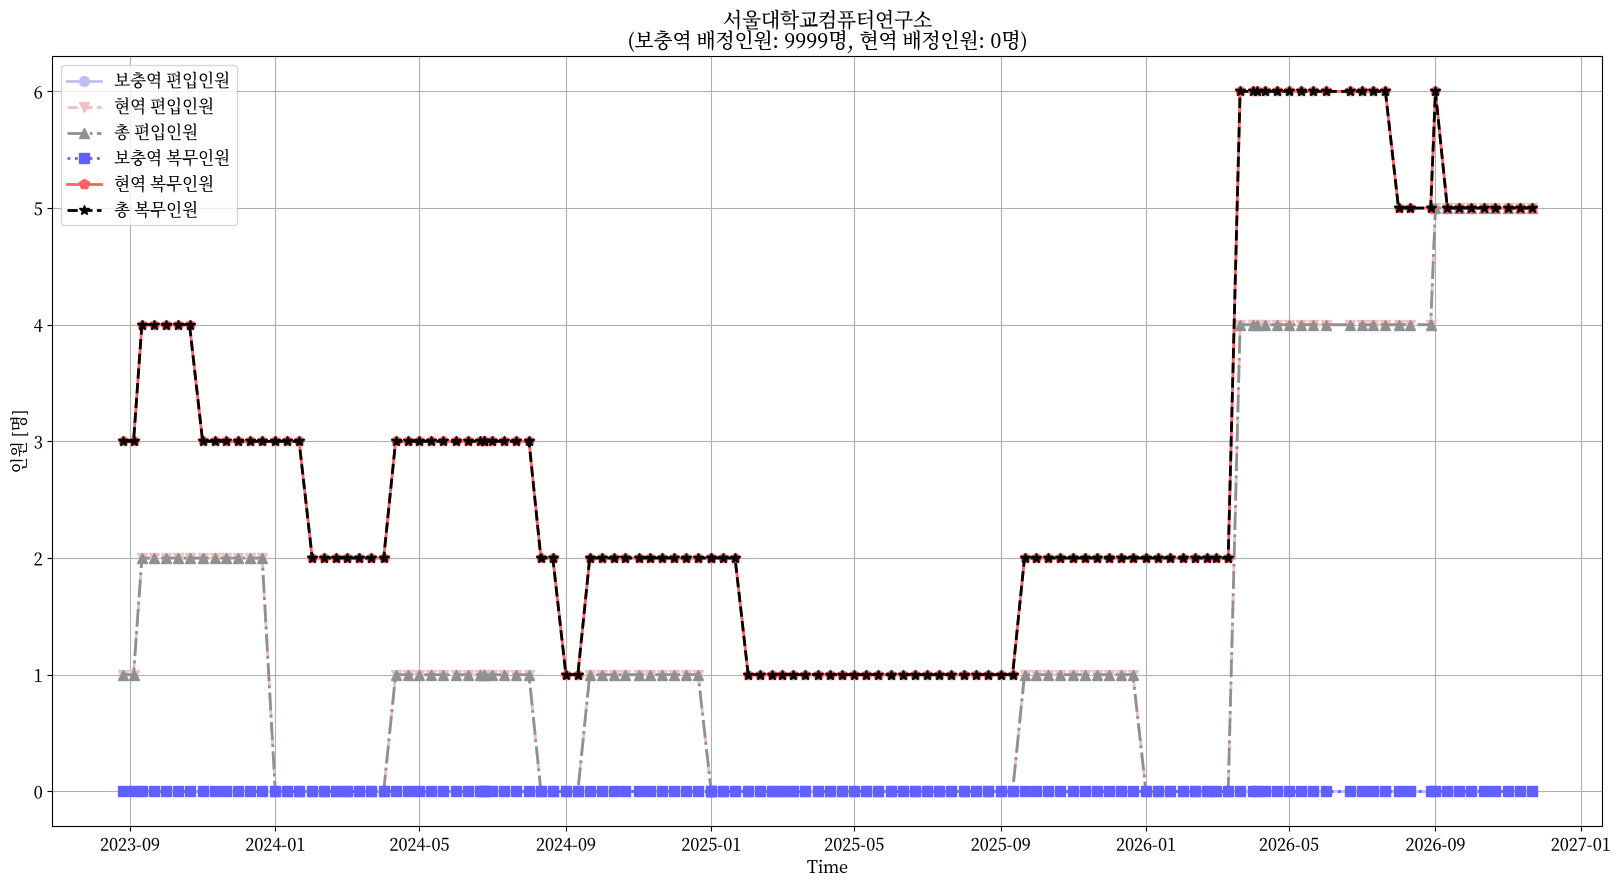 서울대학교컴퓨터연구소
(보충역 배정인원: 9999명, 현역 배정인원: 0명)
보충역 편입인원
현역 편입인원
총 편입인원
보충역 복무인원
현역 복무인원
총 복무인원
인원 [명]
6
5
4
3
2
1
0
2023-09
2024-01
2024-05
2024-09
2025-01
2025-05
2025-09
2026-01
2026-05
2026-09
2027-01
Time